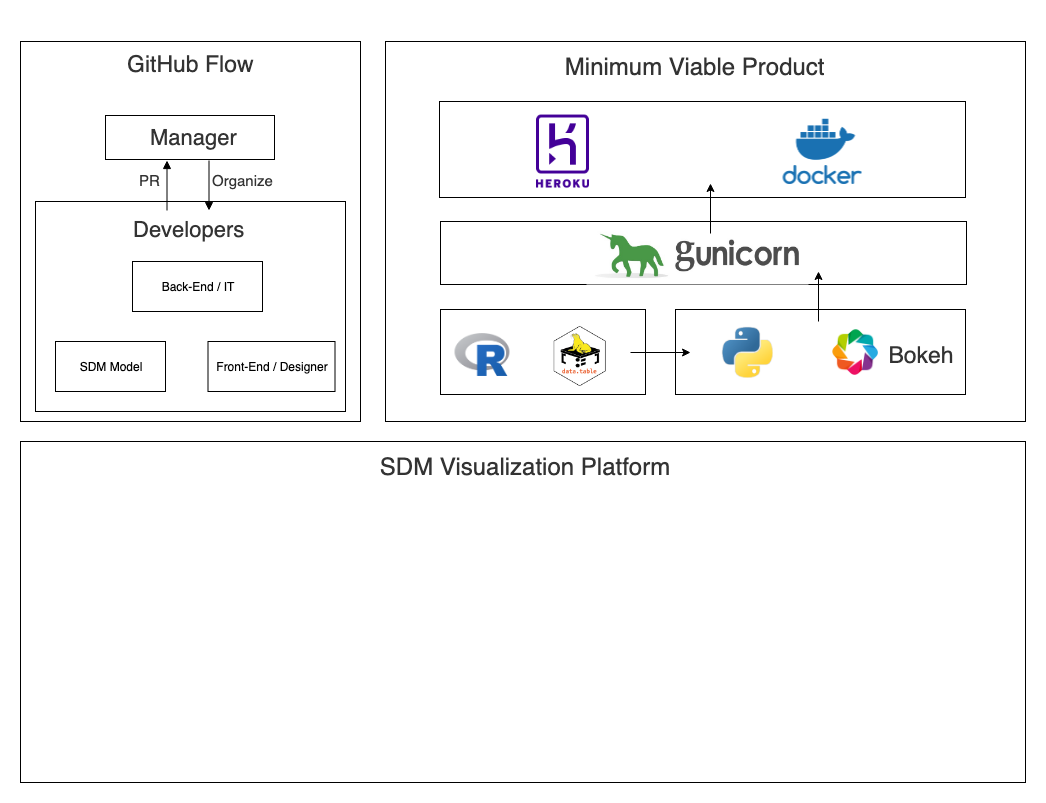 GitHub Flow
Manager
PR
Organize
Developers
Back-End / IT
SDM Model
Front-End / Designer
Minimum Viable Product
HEROKU
docker
gunicorn
R
data.table
Bokeh
SDM Visualization Platform